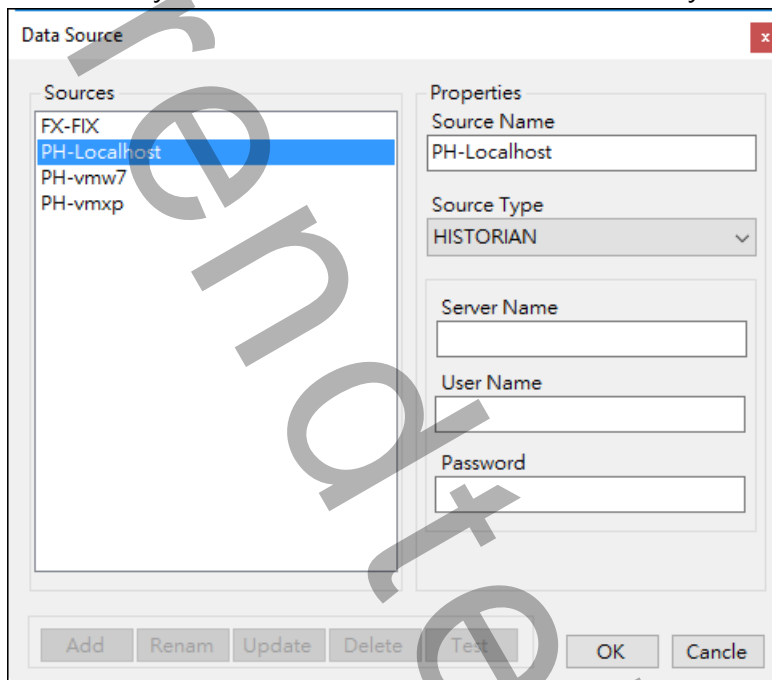 Data Source
x
Sources
FX-FIX
PH-Localhost
PH-vmw7
PH-vmxp
Properties
Source Name
PH-Localhost
Source Type
HISTORIAN
Server Name
User Name
Password
Add
Renam
Update
Delete
Test
OK
Cancle